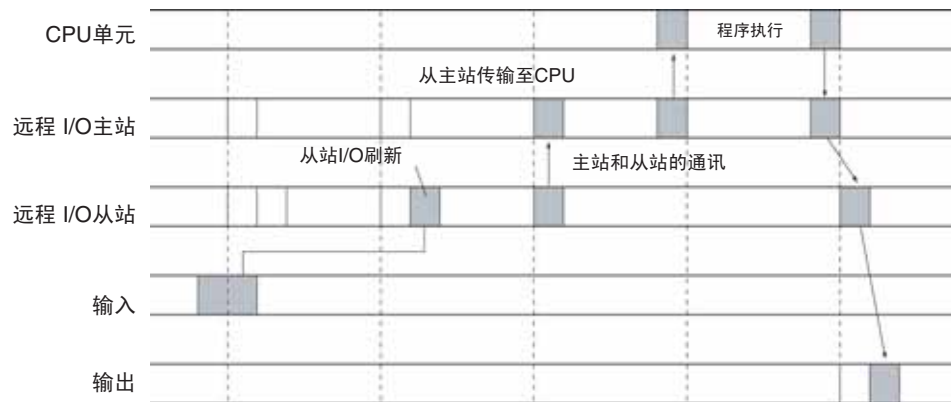 CPU单元
程序执行
从主站传输至CPU
远程 I/O主站
从站I/O刷新
主站和从站的通讯
远程 I/O从站
输入
输出